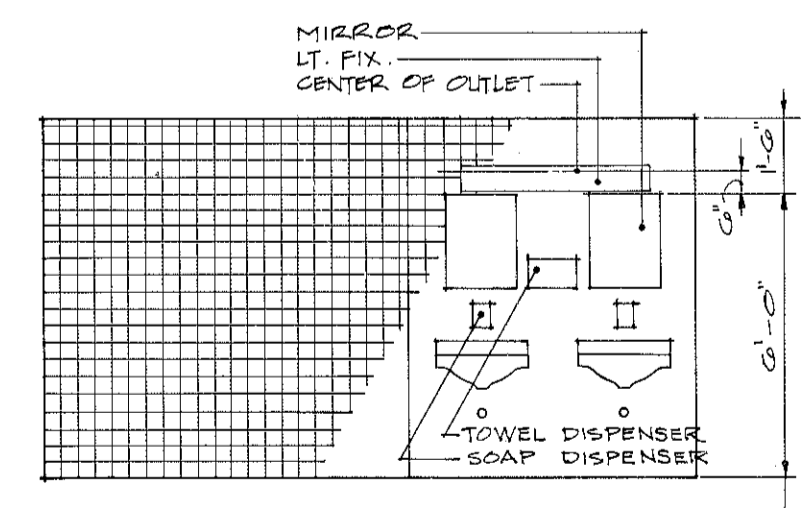 MIRROR
LT. FIX.
CENTER OF OUTLET
1'-6"
6"
6'-0"
TOWEL DISPENSER
SOAP DISPENSER